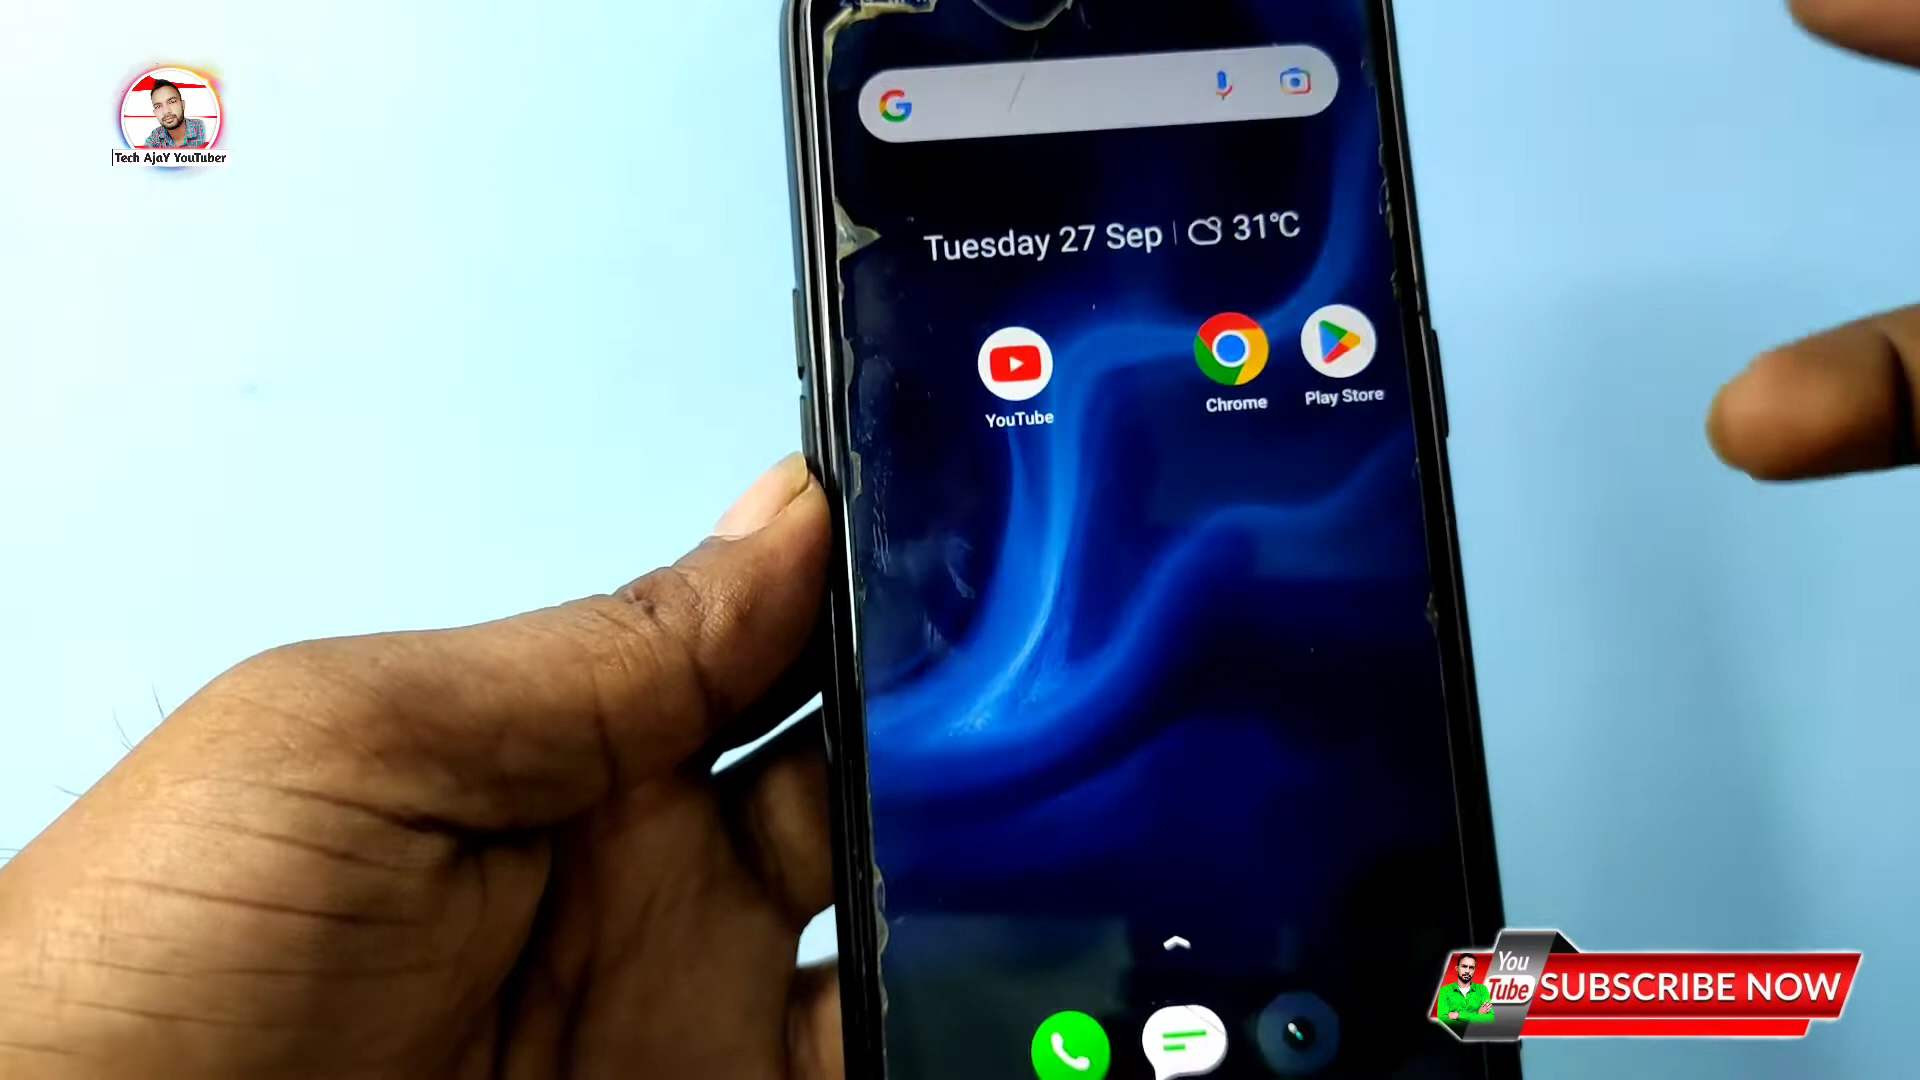 Tech AjaY YouTuber
Tuesday 27 Sep | 31°C
YouTube
Chrome
Play Store
You
Tube
SUBSCRIBE NOW